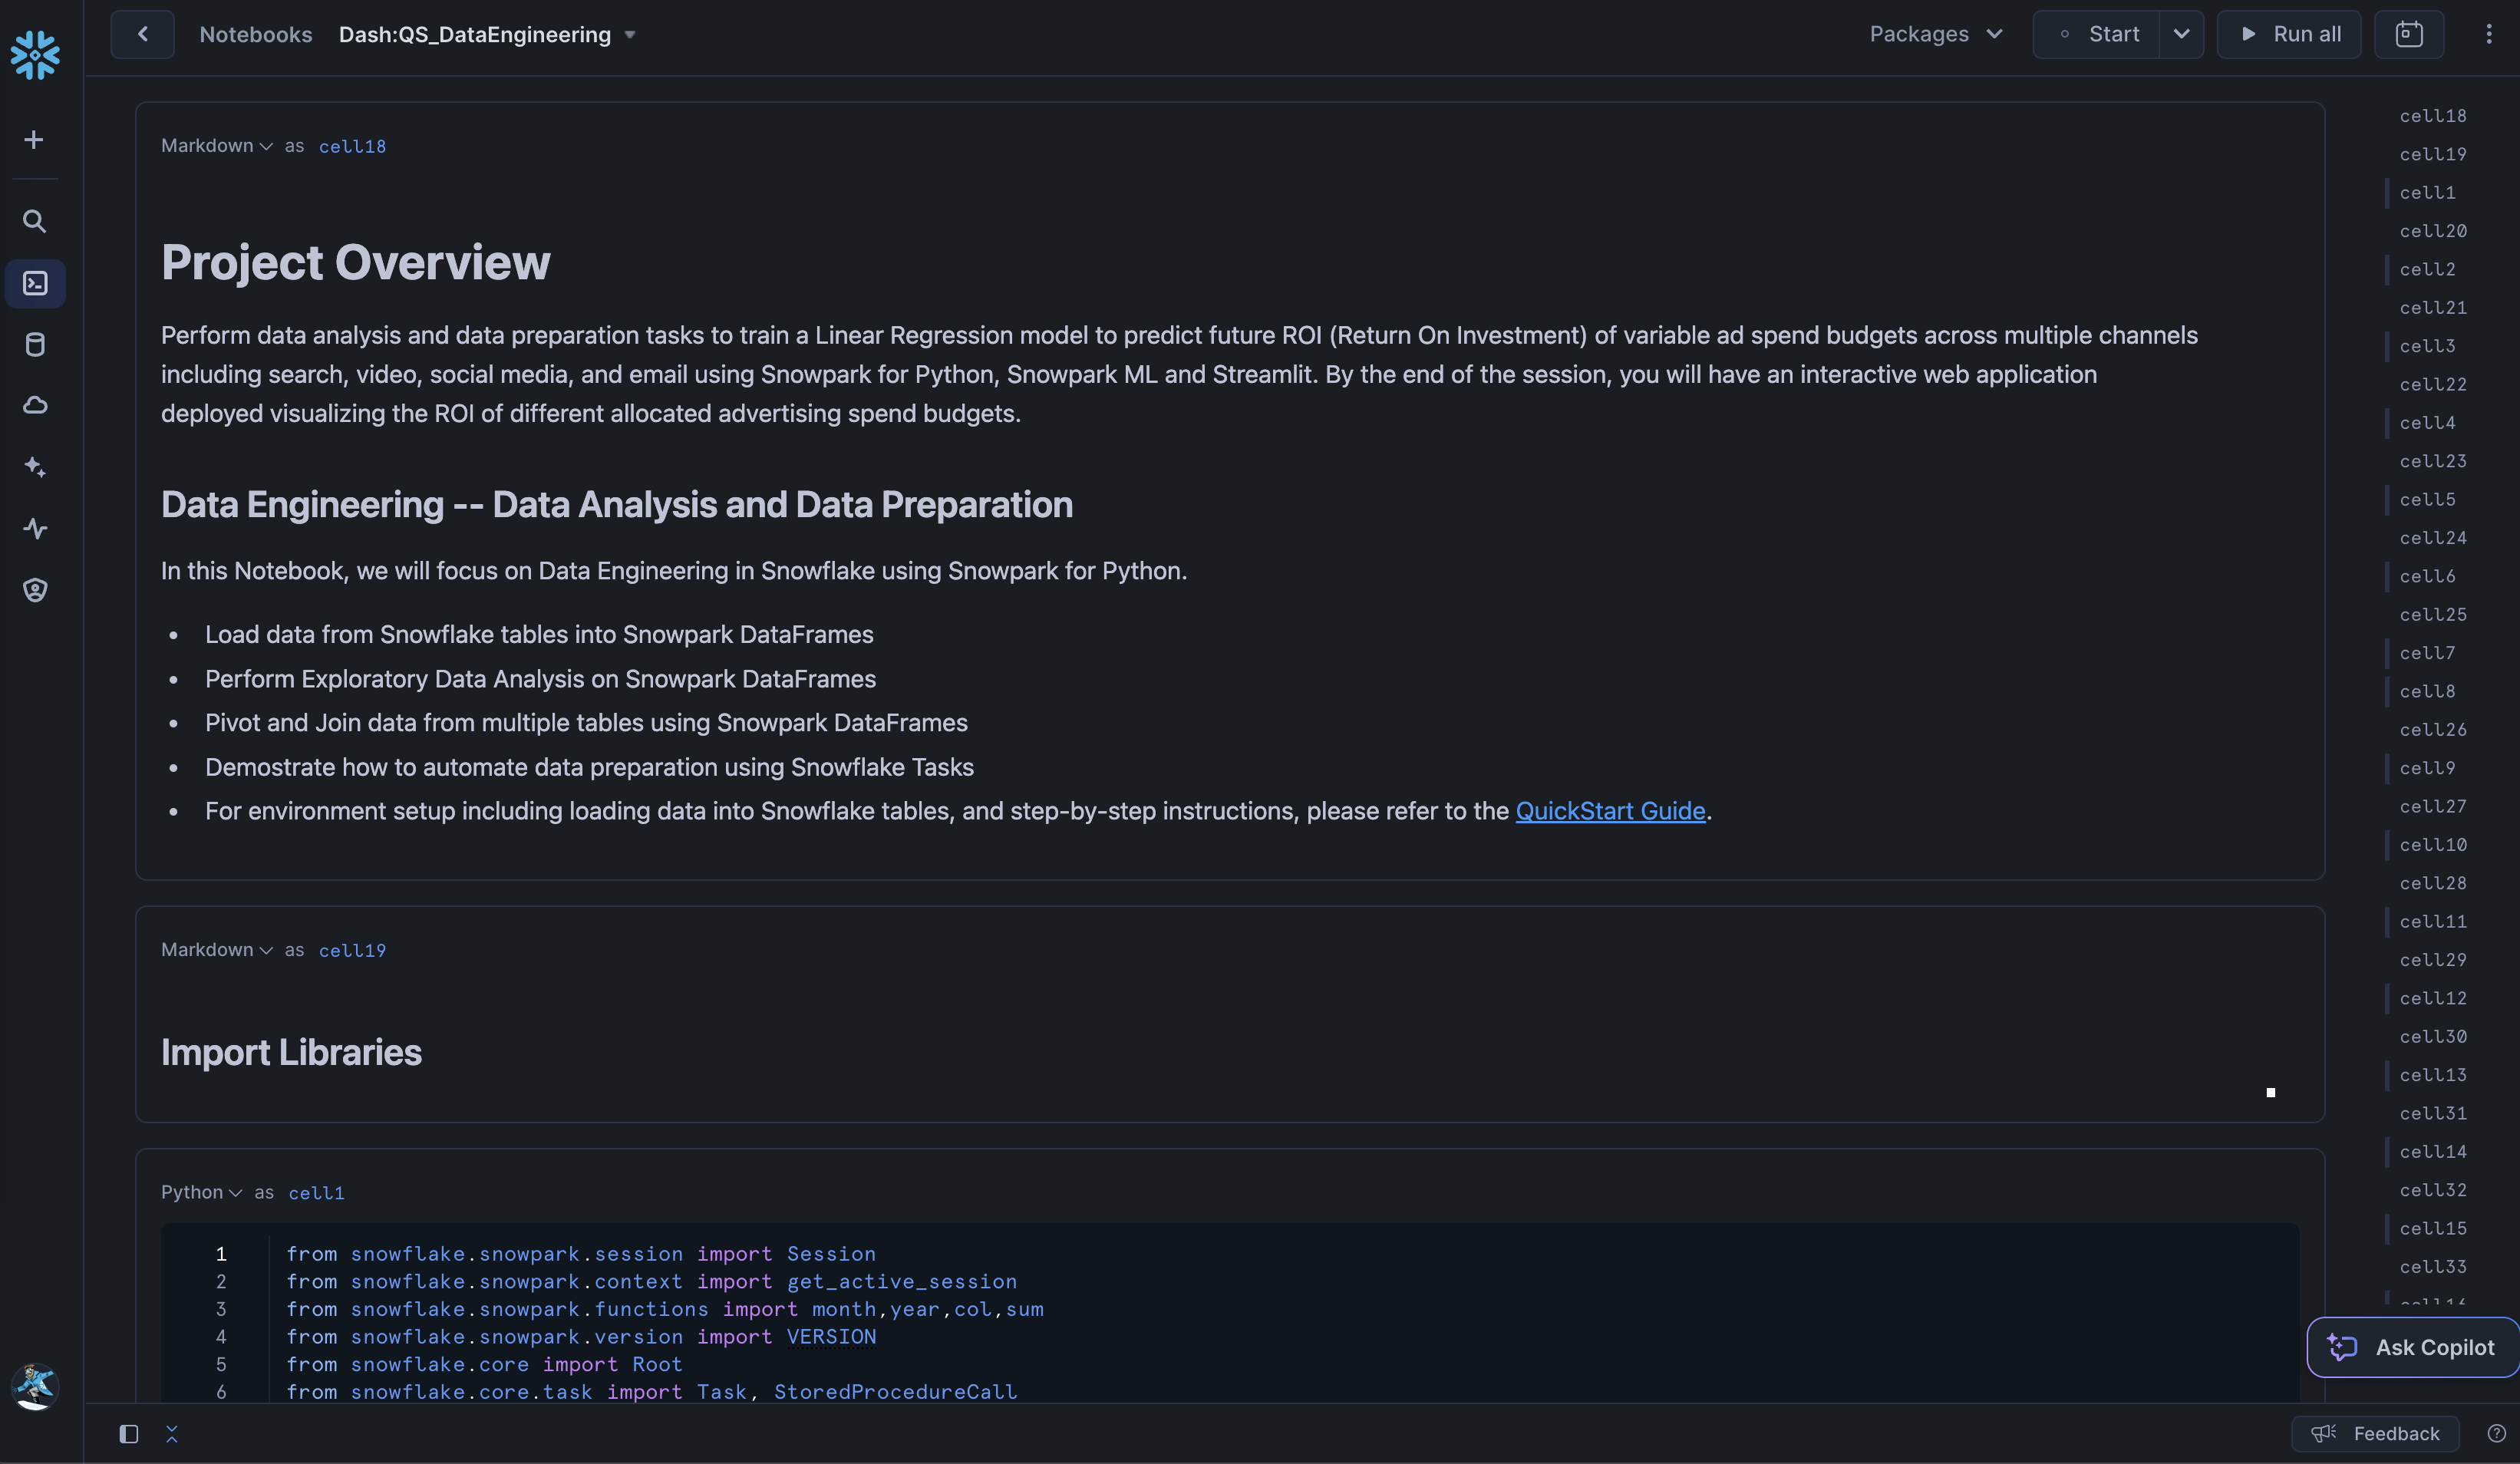 Notebooks Dash:QS_DataEngineering
Packages Start Run all
Markdown as cell18
Project Overview
Perform data analysis and data preparation tasks to train a Linear Regression model to predict future ROI (Return On Investment) of variable ad spend budgets across multiple channels
including search, video, social media, and email using Snowpark for Python, Snowpark ML and Streamlit. By the end of the session, you will have an interactive web application
deployed visualizing the ROI of different allocated advertising spend budgets.
Data Engineering -- Data Analysis and Data Preparation
In this Notebook, we will focus on Data Engineering in Snowflake using Snowpark for Python.
• Load data from Snowflake tables into Snowpark DataFrames
• Perform Exploratory Data Analysis on Snowpark DataFrames
• Pivot and Join data from multiple tables using Snowpark DataFrames
• Demostrate how to automate data preparation using Snowflake Tasks
• For environment setup including loading data into Snowflake tables, and step-by-step instructions, please refer to the QuickStart Guide.
Markdown as cell19
Import Libraries
Python as cell1
1 from snowflake.snowpark.session import Session
2 from snowflake.snowpark.context import get_active_session
3 from snowflake.snowpark.functions import month,year,col,sum
4 from snowflake.snowpark.version import VERSION
5 from snowflake.core import Root
6 from snowflake.core.task import Task, StoredProcedureCall
cell18
cell19
cell1
cell20
cell2
cell21
cell3
cell22
cell4
cell23
cell5
cell24
cell6
cell25
cell7
cell8
cell26
cell9
cell27
cell10
cell28
cell11
cell29
cell12
cell30
cell13
cell31
cell14
cell32
cell15
cell33
Ask Copilot
Feedback